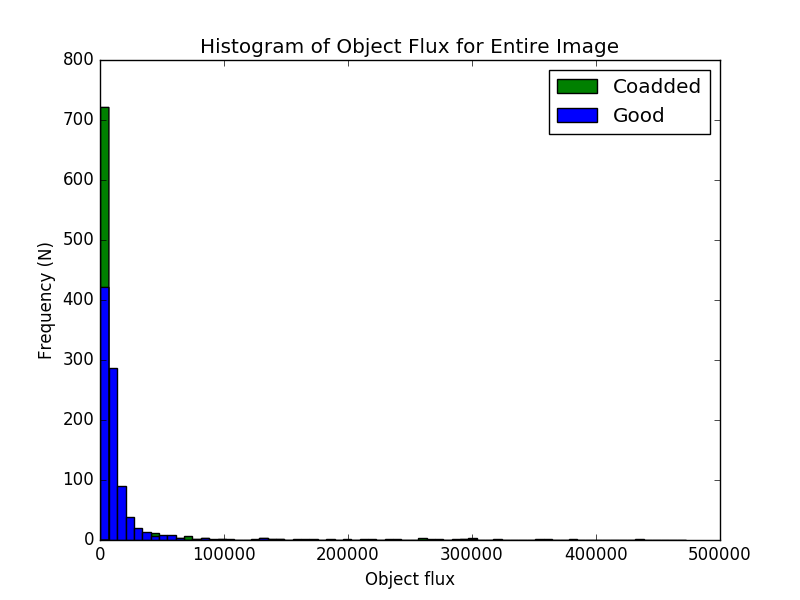 Histogram of Object Flux for Entire Image
Coadded
Good
800
700
600
500
400
300
200
100
0
Frequency (N)
0 100000 200000 300000 400000 500000
Object flux